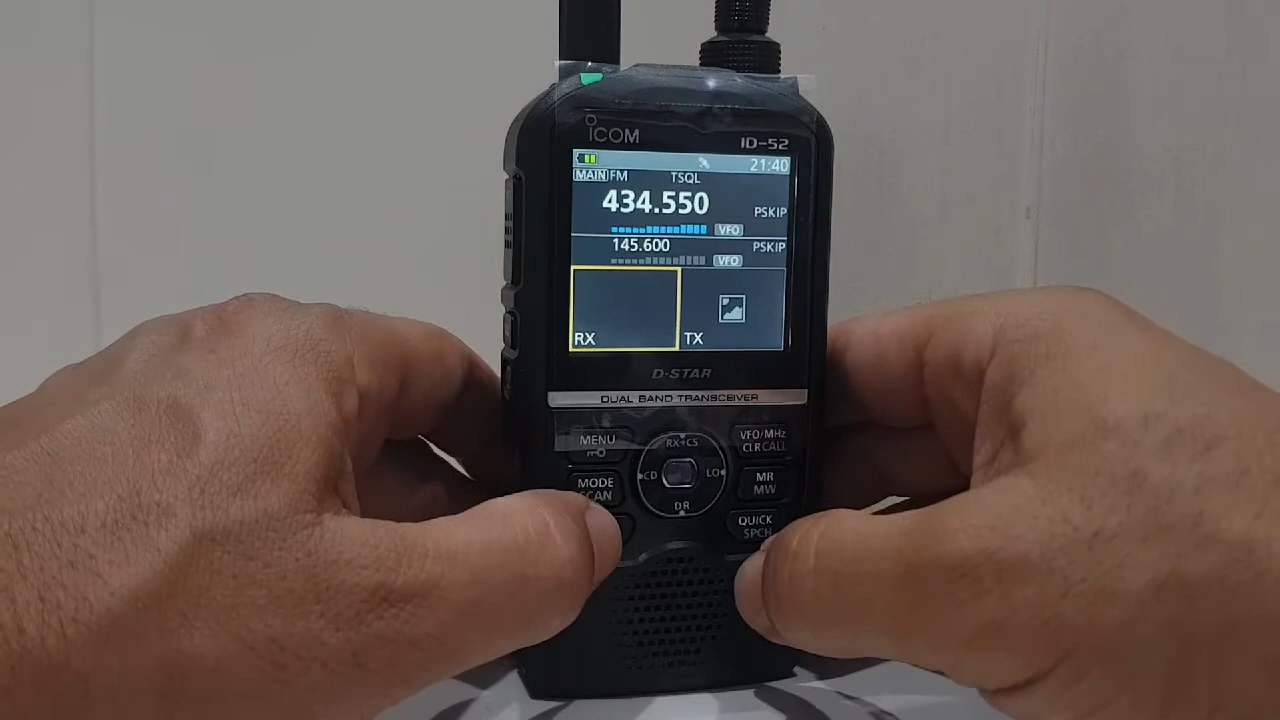 ICOM
ID-52
21:40
MAIN FM TSQL
434.550 PSKIP
VFO
145.600 PSKIP
VFO
RX TX
D-STAR
DUAL BAND TRANSCEIVER
MENU
RX→CS
VFO/MHz
CLR CALL
CD
LO
MODE
SCAN
MR
MW
DR
QUICK
SPCH